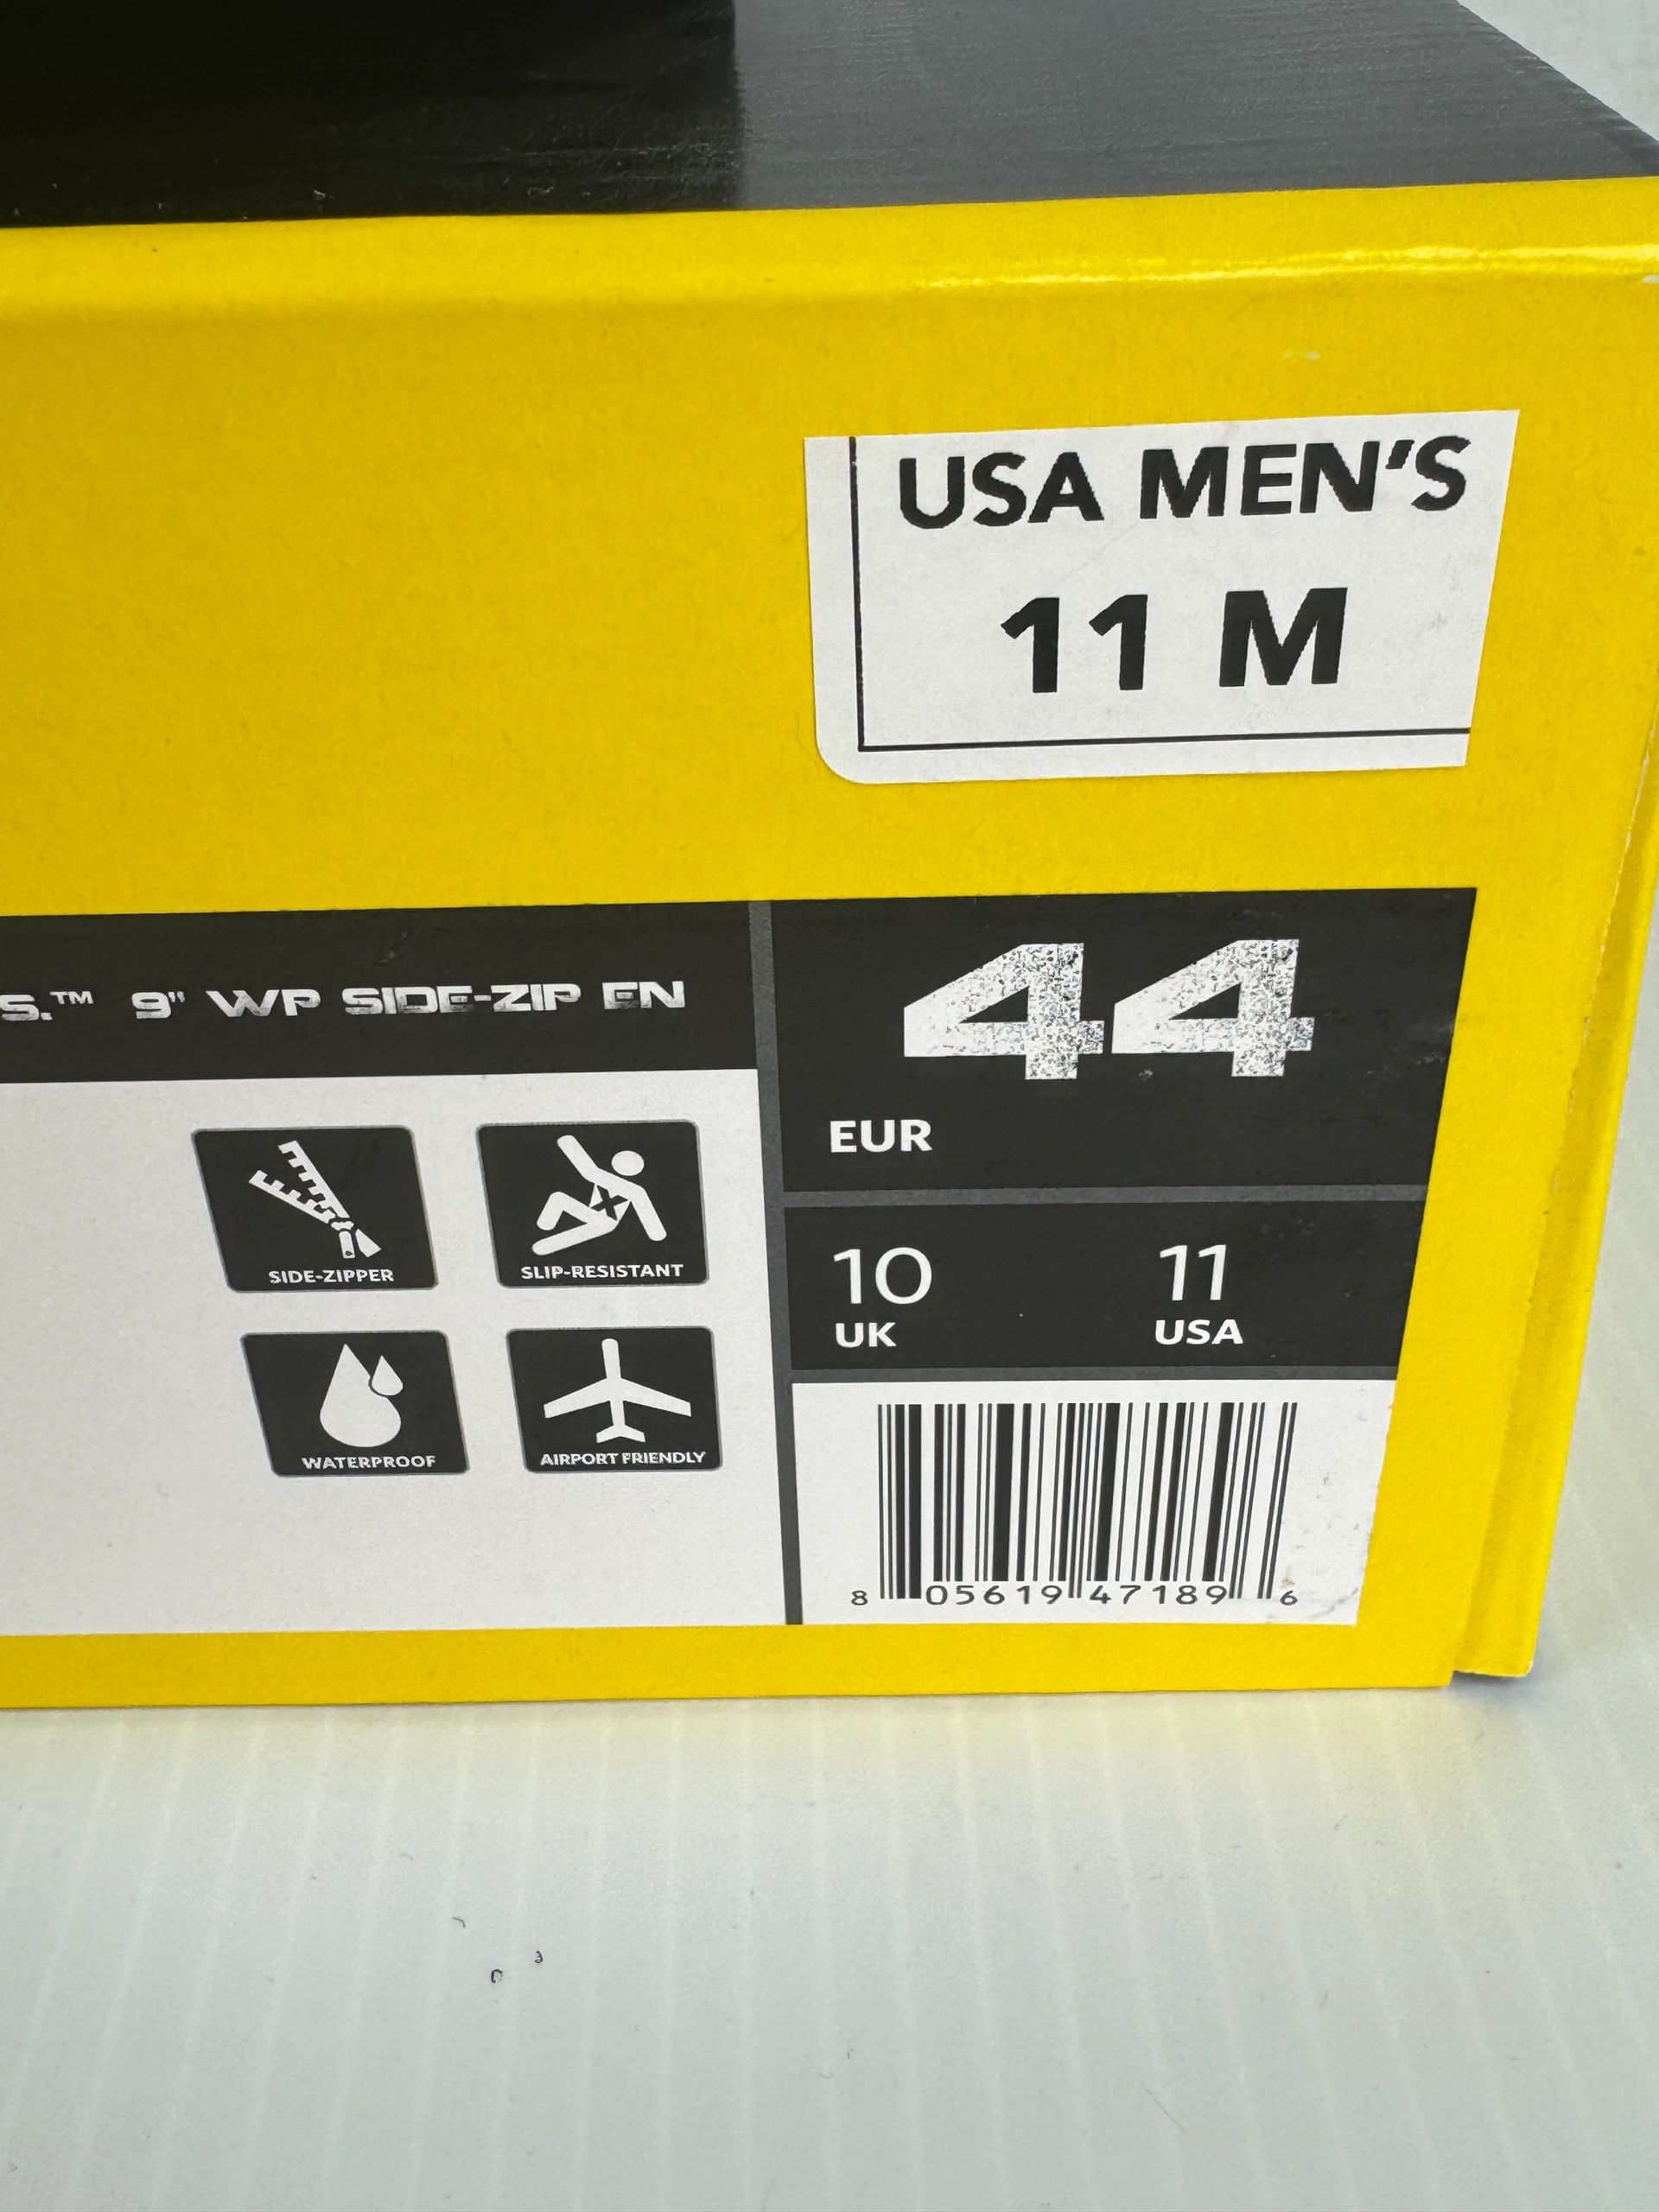 USA MEN'S
11 M
S.™ 9" WP SIDE-ZIP EN
44
EUR
SIDE-ZIPPER
SLIP-RESISTANT
10
UK
11
USA
WATERPROOF
AIRPORT FRIENDLY
8 05619 47189 6